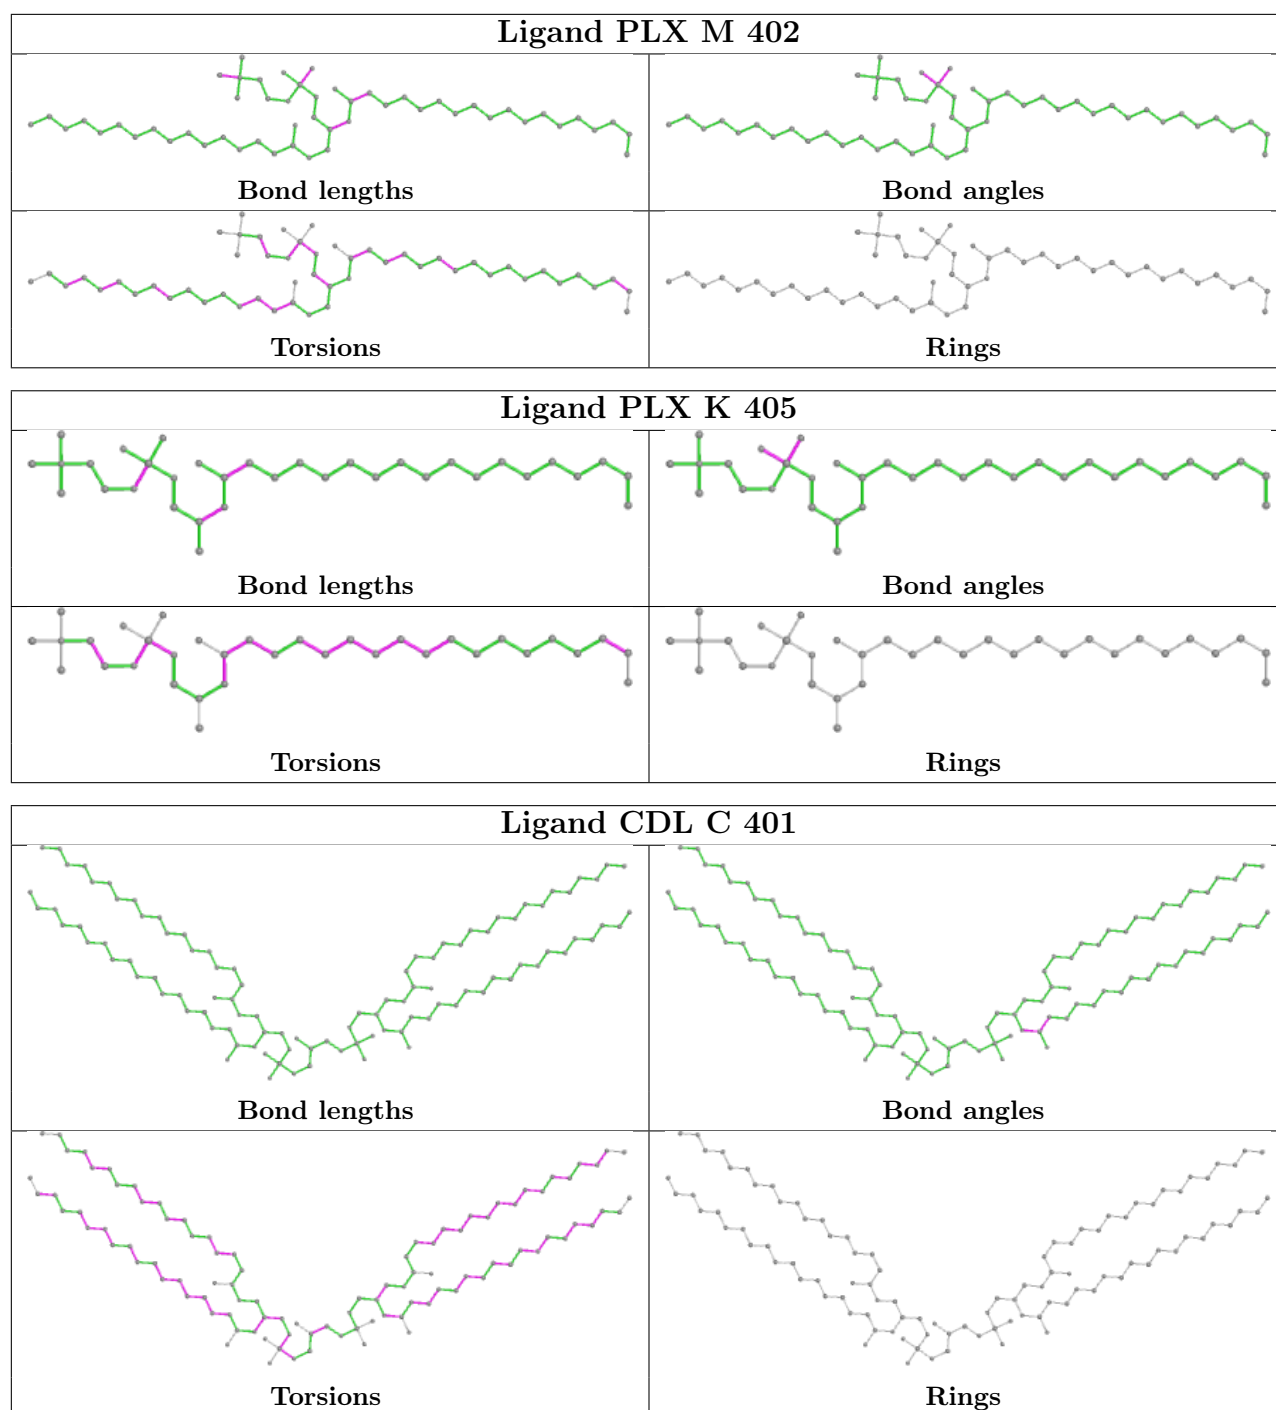 Ligand PLX M 402
Bond lengths
Bond angles
Torsions
Rings
Ligand PLX K 405
Bond lengths
Bond angles
Torsions
Rings
Ligand CDL C 401
Bond lengths
Bond angles
Torsions
Rings